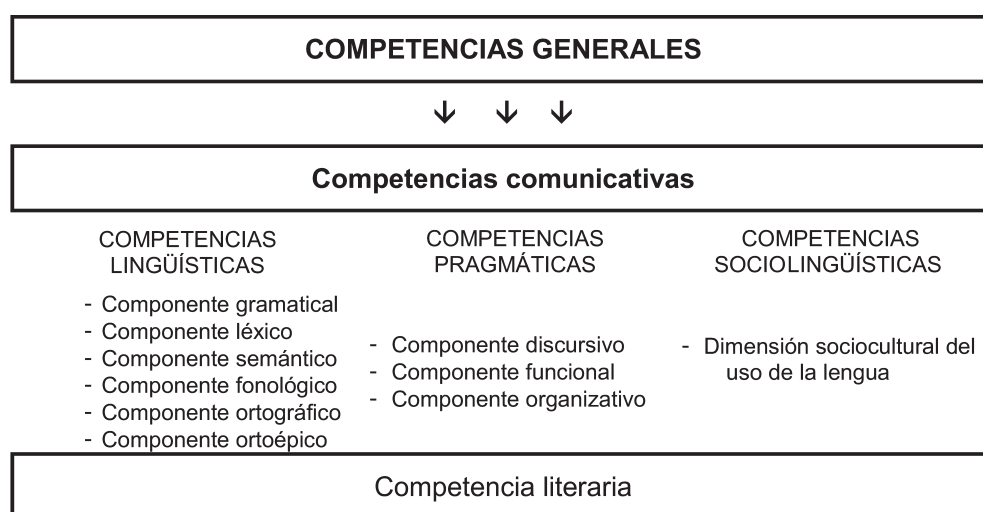 COMPETENCIAS GENERALES
Competencias comunicativas
COMPETENCIAS
LINGÜÍSTICAS
- Componente gramatical
- Componente léxico
- Componente semántico
- Componente fonológico
- Componente ortográfico
- Componente ortoépico
COMPETENCIAS
PRAGMÁTICAS
- Componente discursivo
- Componente funcional
- Componente organizativo
COMPETENCIAS
SOCIOLINGÜÍSTICAS
- Dimensión sociocultural del
uso de la lengua
Competencia literaria